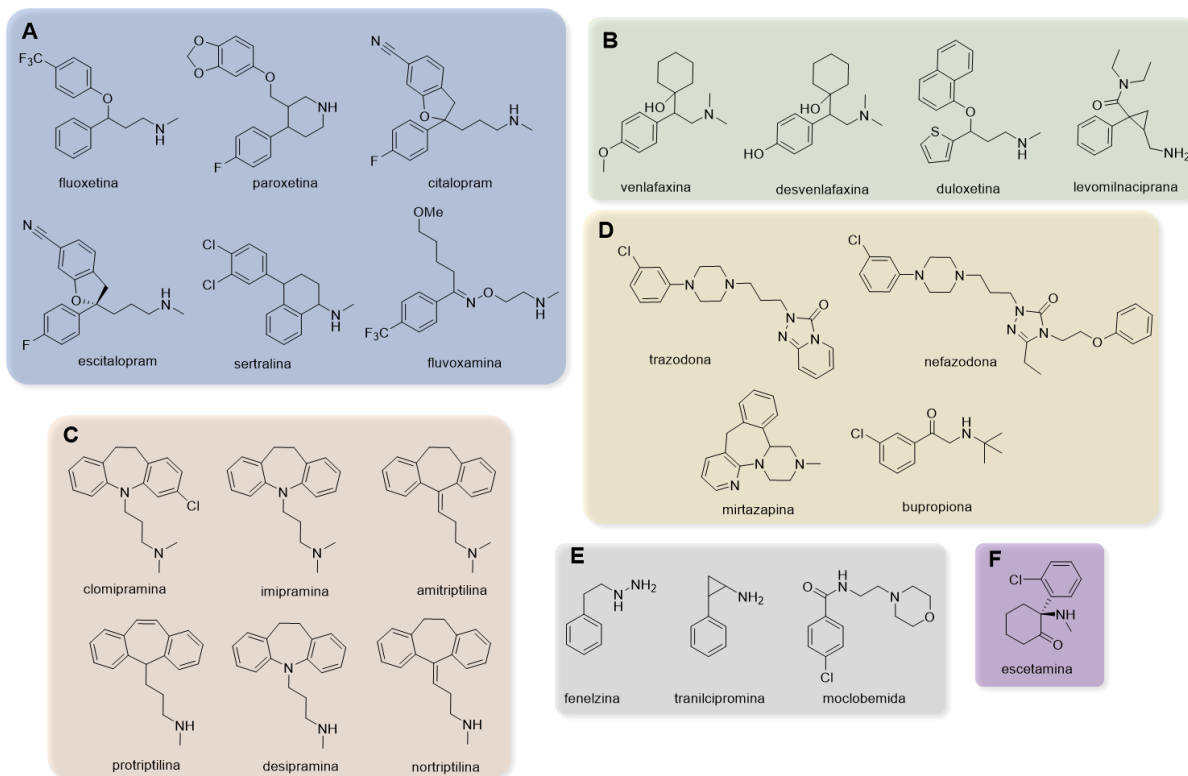 A
F₃C
O
N
H
fluoxetina
O
O
O
NH
F
paroxetina
N
O
F
N
H
citalopram
N
O
F
N
H
escitalopram
Cl
Cl
NH
sertralina
OMe
N
O
N
H
F₃C
fluvoxamina
B
HO
N
O
venlafaxina
HO
N
HO
desvenlafaxina
O
S
N
H
duloxetina
N
O
NH₂
levomilnaciprana
C
N
Cl
N
clomipramina
N
N
imipramina
N
amitriptilina
NH
protriptilina
N
NH
desipramina
NH
nortriptilina
D
Cl
N
N
N
O
N
N
trazodona
Cl
N
N
N
O
N
N
O
nefazodona
N
N
N
mirtazapina
Cl
O
H
N
bupropiona
E
NH₂
N
H
fenelzina
NH₂
tranilcipromina
H
O
N
N
O
Cl
moclobemida
F
Cl
NH
O
escetamina